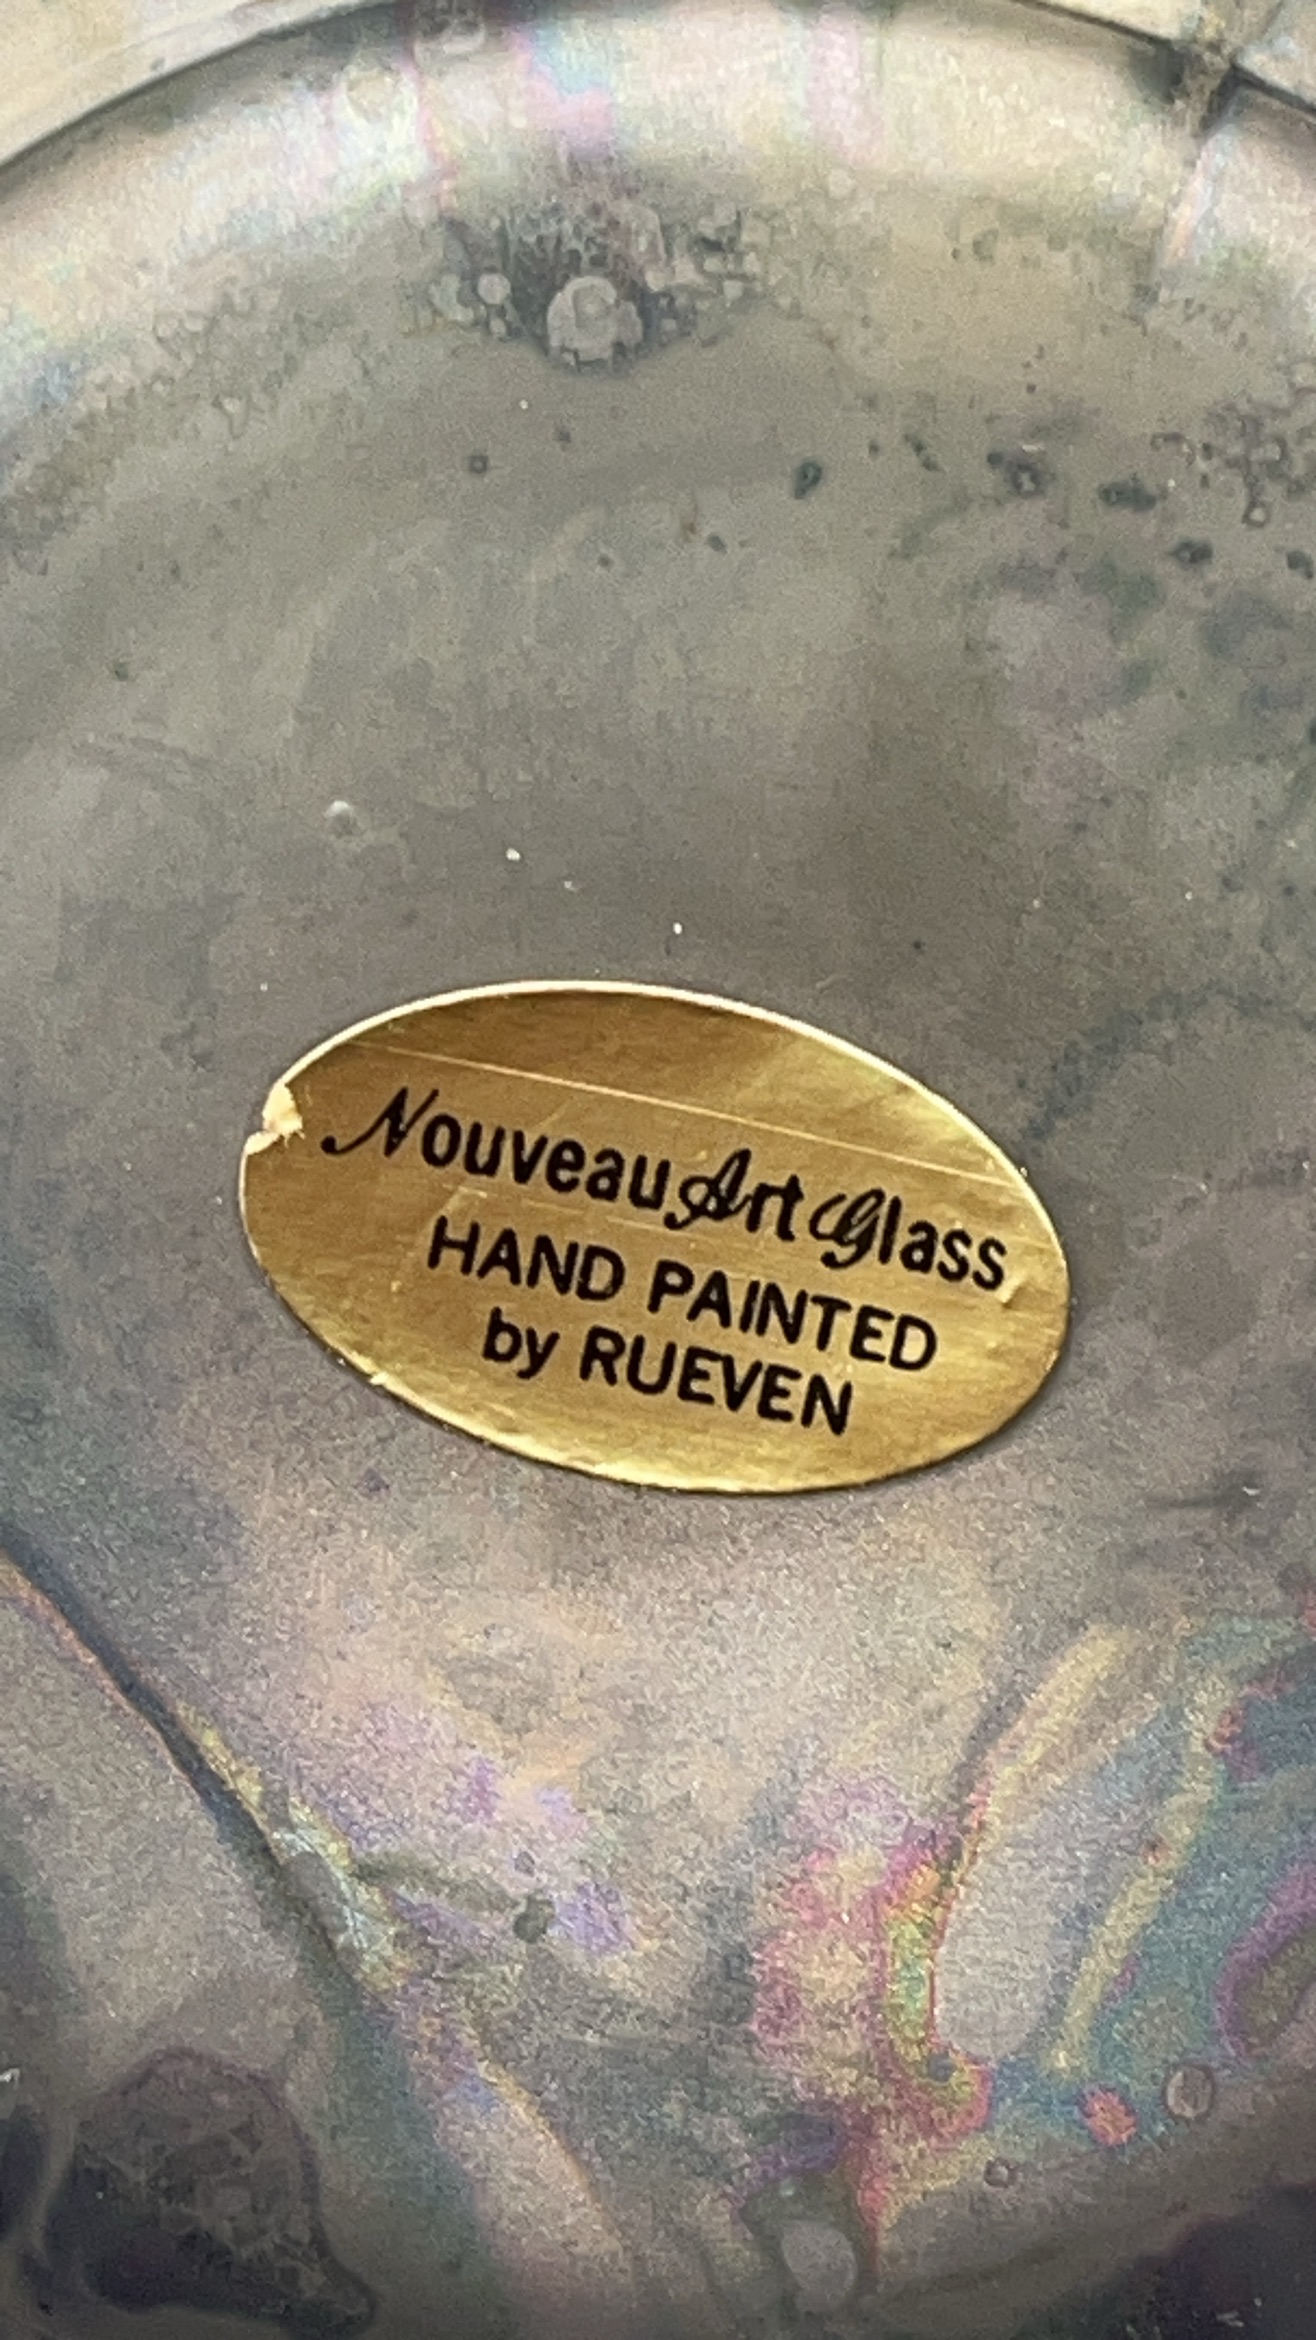 Nouveau Art Glass
HAND PAINTED
by RUEVEN